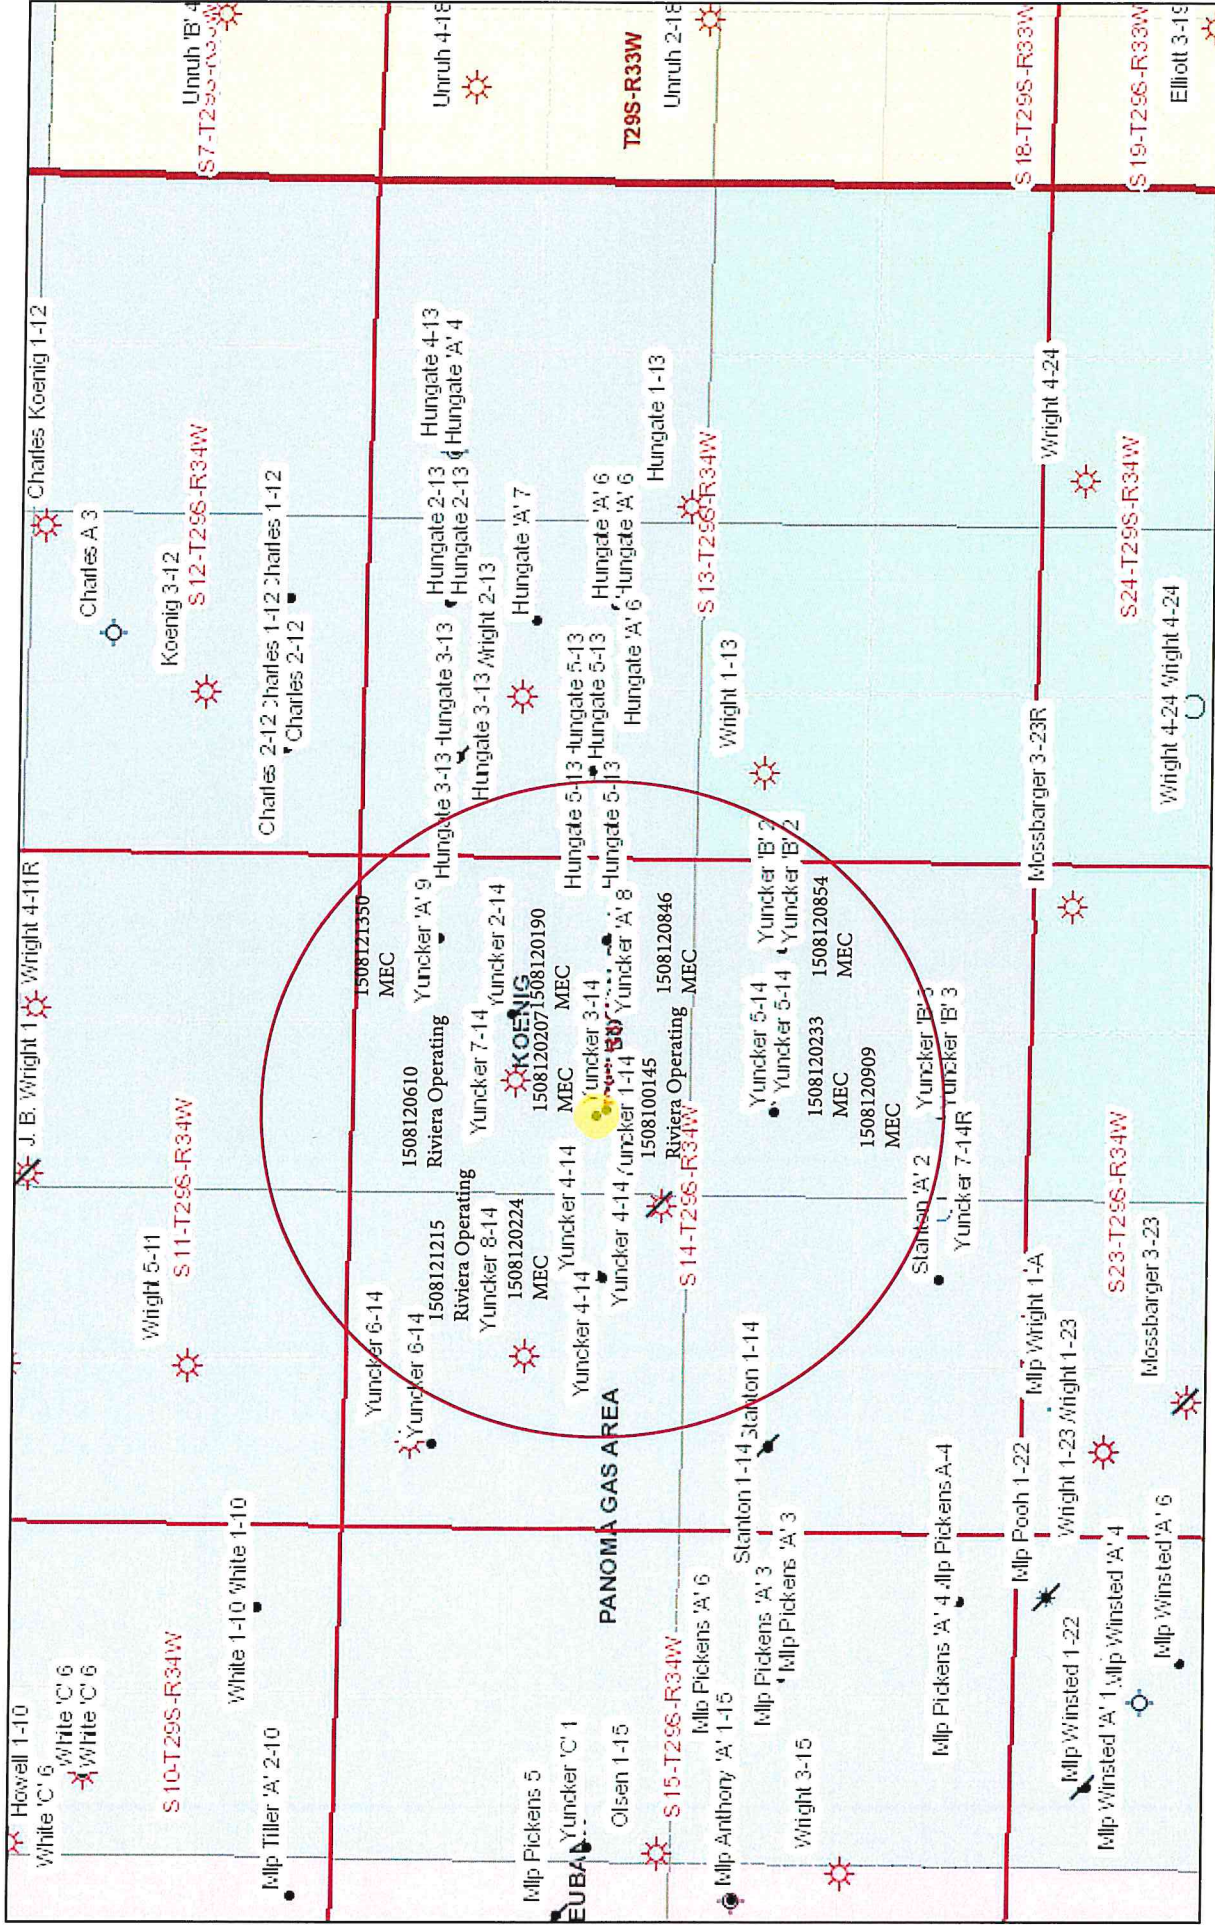 Howell 1-10
White 'C' 6
White 'C' 6
White 'C' 6
S10-T29S-R34W
White 1-10 White 1-10
Mlp Tiller 'A' 2-10
J. B. Wright 1
Wright 4-11R
Wright 5-11
S11-T29S-R34W
Charles Koenig 1-12
Charles A 3
Koenig 3-12
S12-T29S-R34W
Charles 2-12
Charles 1-12
Charles 1-12
Charles 2-12
Unruh 'B' 4
Unruh 4-18
T29S-R33W
Unruh 2-18
S18-T29S-R33W
S19-T29S-R33W
Elliott 3-19
Yuncker 6-14
Yuncker 6-14
1508121215
Riviera Operating
Yuncker 8-14
1508120224
MEC
1508120610
Riviera Operating
Yuncker 7-14
1508121350
MEC
Yuncker 'A' 9
Yuncker 2-14
KOENIG
1508120207
MEC
1508120190
MEC
Yuncker 4-14
Yuncker 4-14
Yuncker 4-14
Yuncker 3-14
Yuncker 1-14
Yuncker 'A' 8
1508100145
Riviera Operating
1508120846
MEC
S14-T29S-R34W
Hungate 4-13
Hungate 'A' 4
Hungate 2-13
Hungate 2-13
Hungate 3-13
Hungate 3-13
Hungate 3-13
Wright 2-13
Hungate 'A' 7
Hungate 5-13
Hungate 5-13
Hungate 5-13
Hungate 5-13
Hungate 'A' 6
Hungate 'A' 6
Hungate 'A' 6
Hungate 1-13
S13-T29S-R34W
Wright 1-13
PANOMA GAS AREA
Mlp Pickens 5
Yuncker 'C' 1
Olsen 1-15
S15-T29S-R34W
Mlp Pickens 'A' 6
Mlp Anthony 'A' 1-15
Stanton 1-14
Stanton 1-14
Mlp Pickens 'A' 3
Mlp Pickens 'A' 3
Wright 3-15
Yuncker 5-14
Yuncker 5-14
Yuncker 'B' 2
Yuncker 'B' 2
1508120233
MEC
1508120854
MEC
1508120909
MEC
Yuncker 'B' 3
Yuncker 'B' 3
Stanton 'A' 2
Yuncker 7-14R
Mlp Pickens 'A' 4
Mlp Pickens A-4
Mlp Pooh 1-22
Mlp Wright 1-A
Wright 1-23 Wright 1-23
Mlp Winsted 1-22
Mlp Winsted 'A' 1
Mlp Winsted 'A' 4
Mlp Winsted 'A' 6
S23-T29S-R34W
Mossbarger 3-23
Mossbarger 3-23R
Wright 4-24
S24-T29S-R34W
Wright 4-24 Wright 4-24